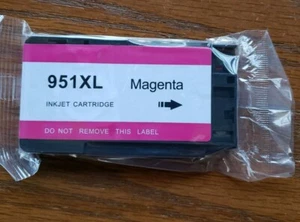 951XL Magenta
INKJET CARTRIDGE
DO NOT REMOVE THIS LABEL